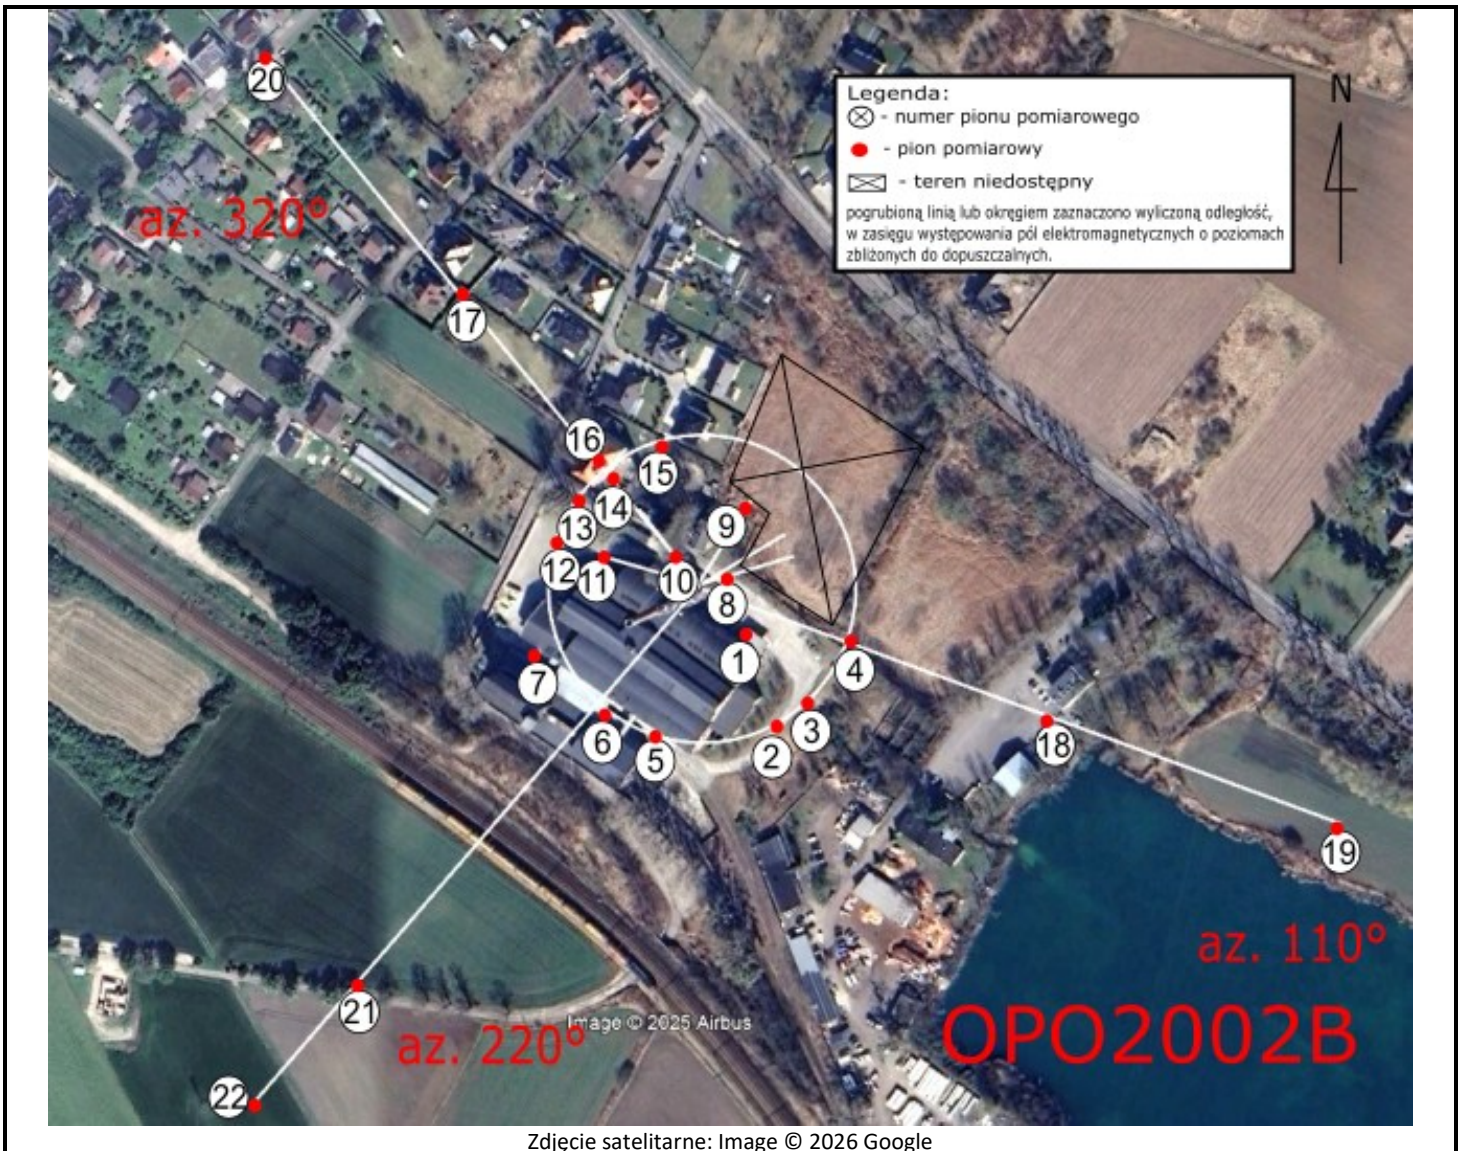 Legenda:
- numer pionu pomiarowego
- pion pomiarowy
- teren niedostępny
pogrubioną linią lub okręgiem zaznaczono wyliczoną odległość,
w zasięgu występowania pól elektromagnetycznych o poziomach
zbliżonych do dopuszczalnych.
N
20
az. 320°
17
16
15
14
13
9
12
11
10
8
1
4
7
3
2
6
5
18
19
az. 110°
OPO2002B
21
Image © 2025 Airbus
az. 220°
22
Zdjęcie satelitarne: Image © 2026 Google